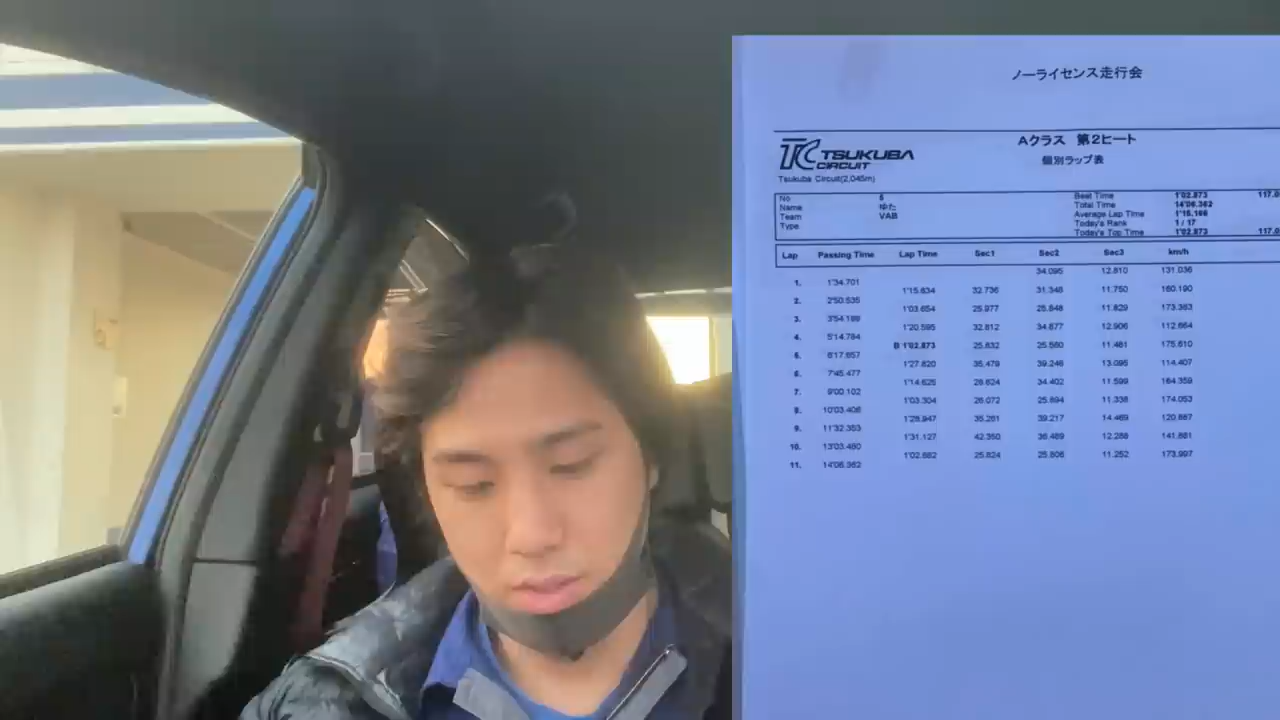 ノーライセンス走行会
Aクラス 第2ヒート
TC TSUKUBA CIRCUIT
個別ラップ表
Tsukuba Circuit(2,045m)
No 5 Best Time 1'02.873 117.0
Name ゆた Total Time 14'06.362
Team VAB Average Lap Time 1'15.166
Type Today's Rank 1 / 17
Today's Top Time 1'02.873 117.0
Lap Passing Time Lap Time Sec1 Sec2 Sec3 km/h
34.095 12.810 131.036
1. 1'34.701
1'15.834 32.736 31.348 11.750 160.190
2. 2'50.535
1'03.654 25.977 25.848 11.829 173.363
3. 3'54.189
1'20.595 32.812 34.877 12.906 112.664
4. 5'14.784
B 1'02.873 25.832 25.560 11.481 175.610
5. 6'17.657
1'27.820 35.479 39.246 13.095 114.407
6. 7'45.477
1'14.625 28.624 34.402 11.599 164.359
7. 9'00.102
1'03.304 26.072 25.894 11.338 174.053
8. 10'03.406
1'28.947 35.261 39.217 14.469 120.887
9. 11'32.353
1'31.127 42.350 36.489 12.288
10. 13'03.480
1'02.882 25.824 25.806 11.252 173.997
11. 14'06.362